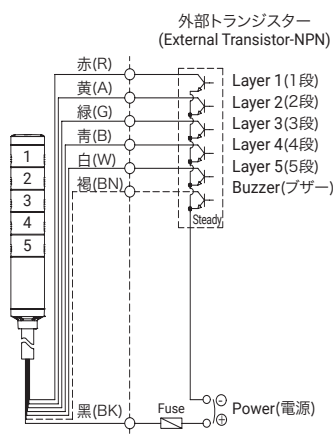 外部トランジスター
(External Transistor-NPN)
赤(R)
黄(A)
緑(G)
青(B)
白(W)
褐(BN)
Layer 1(1段)
Layer 2(2段)
Layer 3(3段)
Layer 4(4段)
Layer 5(5段)
Buzzer(ブザー)
1
2
3
4
5
Steady
黒(BK)
Fuse
Power(電源)